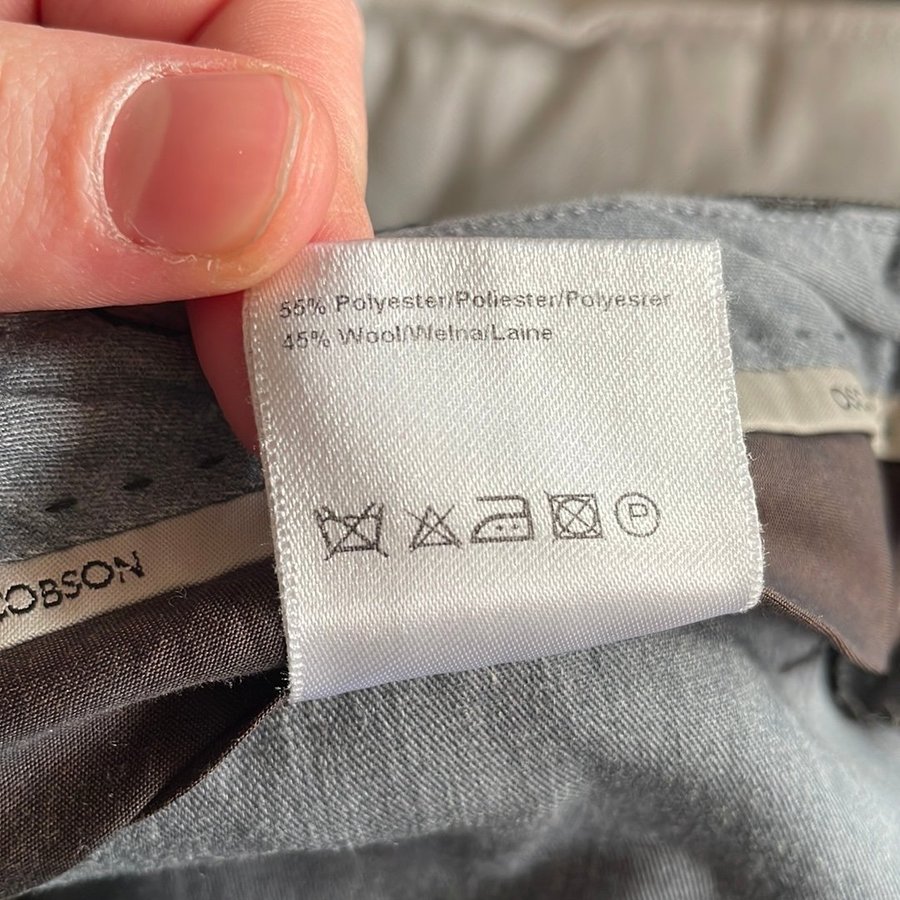 55% Polyester/Poliester/Polyester
45% Wool/Wełna/Laine
P
OBSON